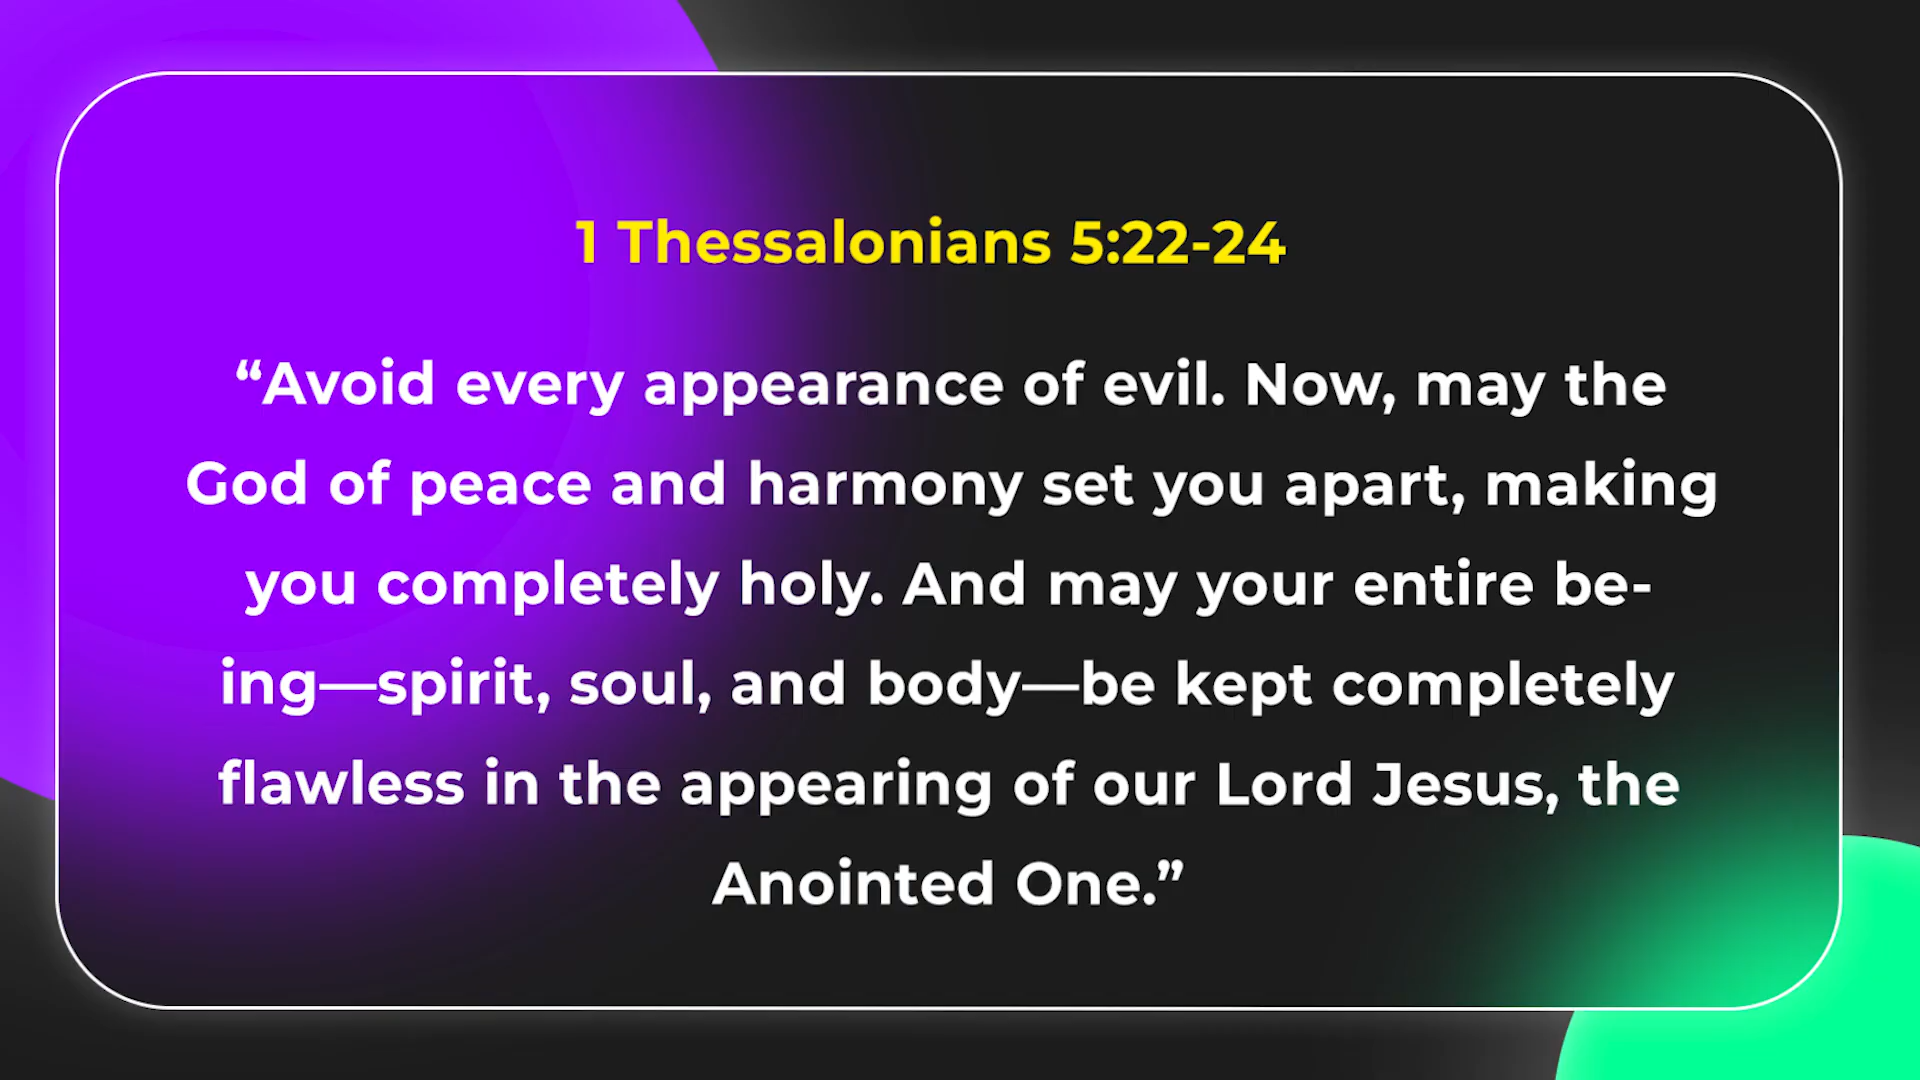 1 Thessalonians 5:22-24
“Avoid every appearance of evil. Now, may the
God of peace and harmony set you apart, making
you completely holy. And may your entire be-
ing—spirit, soul, and body—be kept completely
flawless in the appearing of our Lord Jesus, the
Anointed One.”